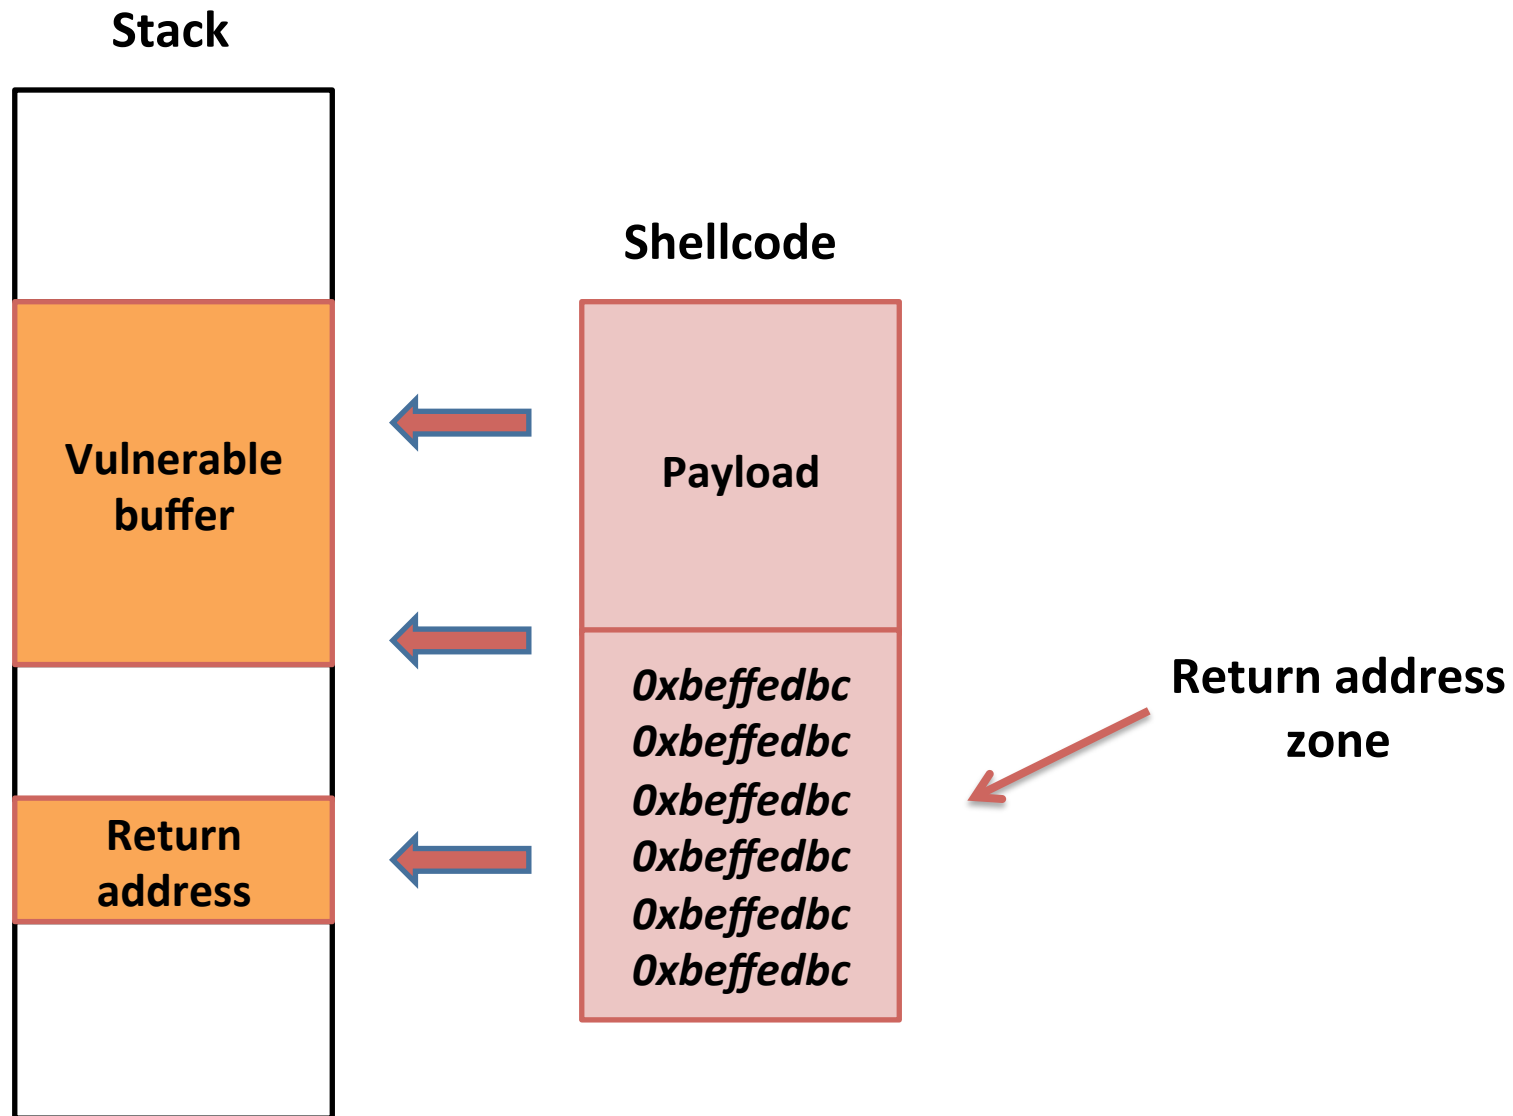 Stack
Shellcode
Vulnerable
buffer
Payload
0xbeffedbc
0xbeffedbc
0xbeffedbc
0xbeffedbc
0xbeffedbc
0xbeffedbc
Return address
zone
Return
address